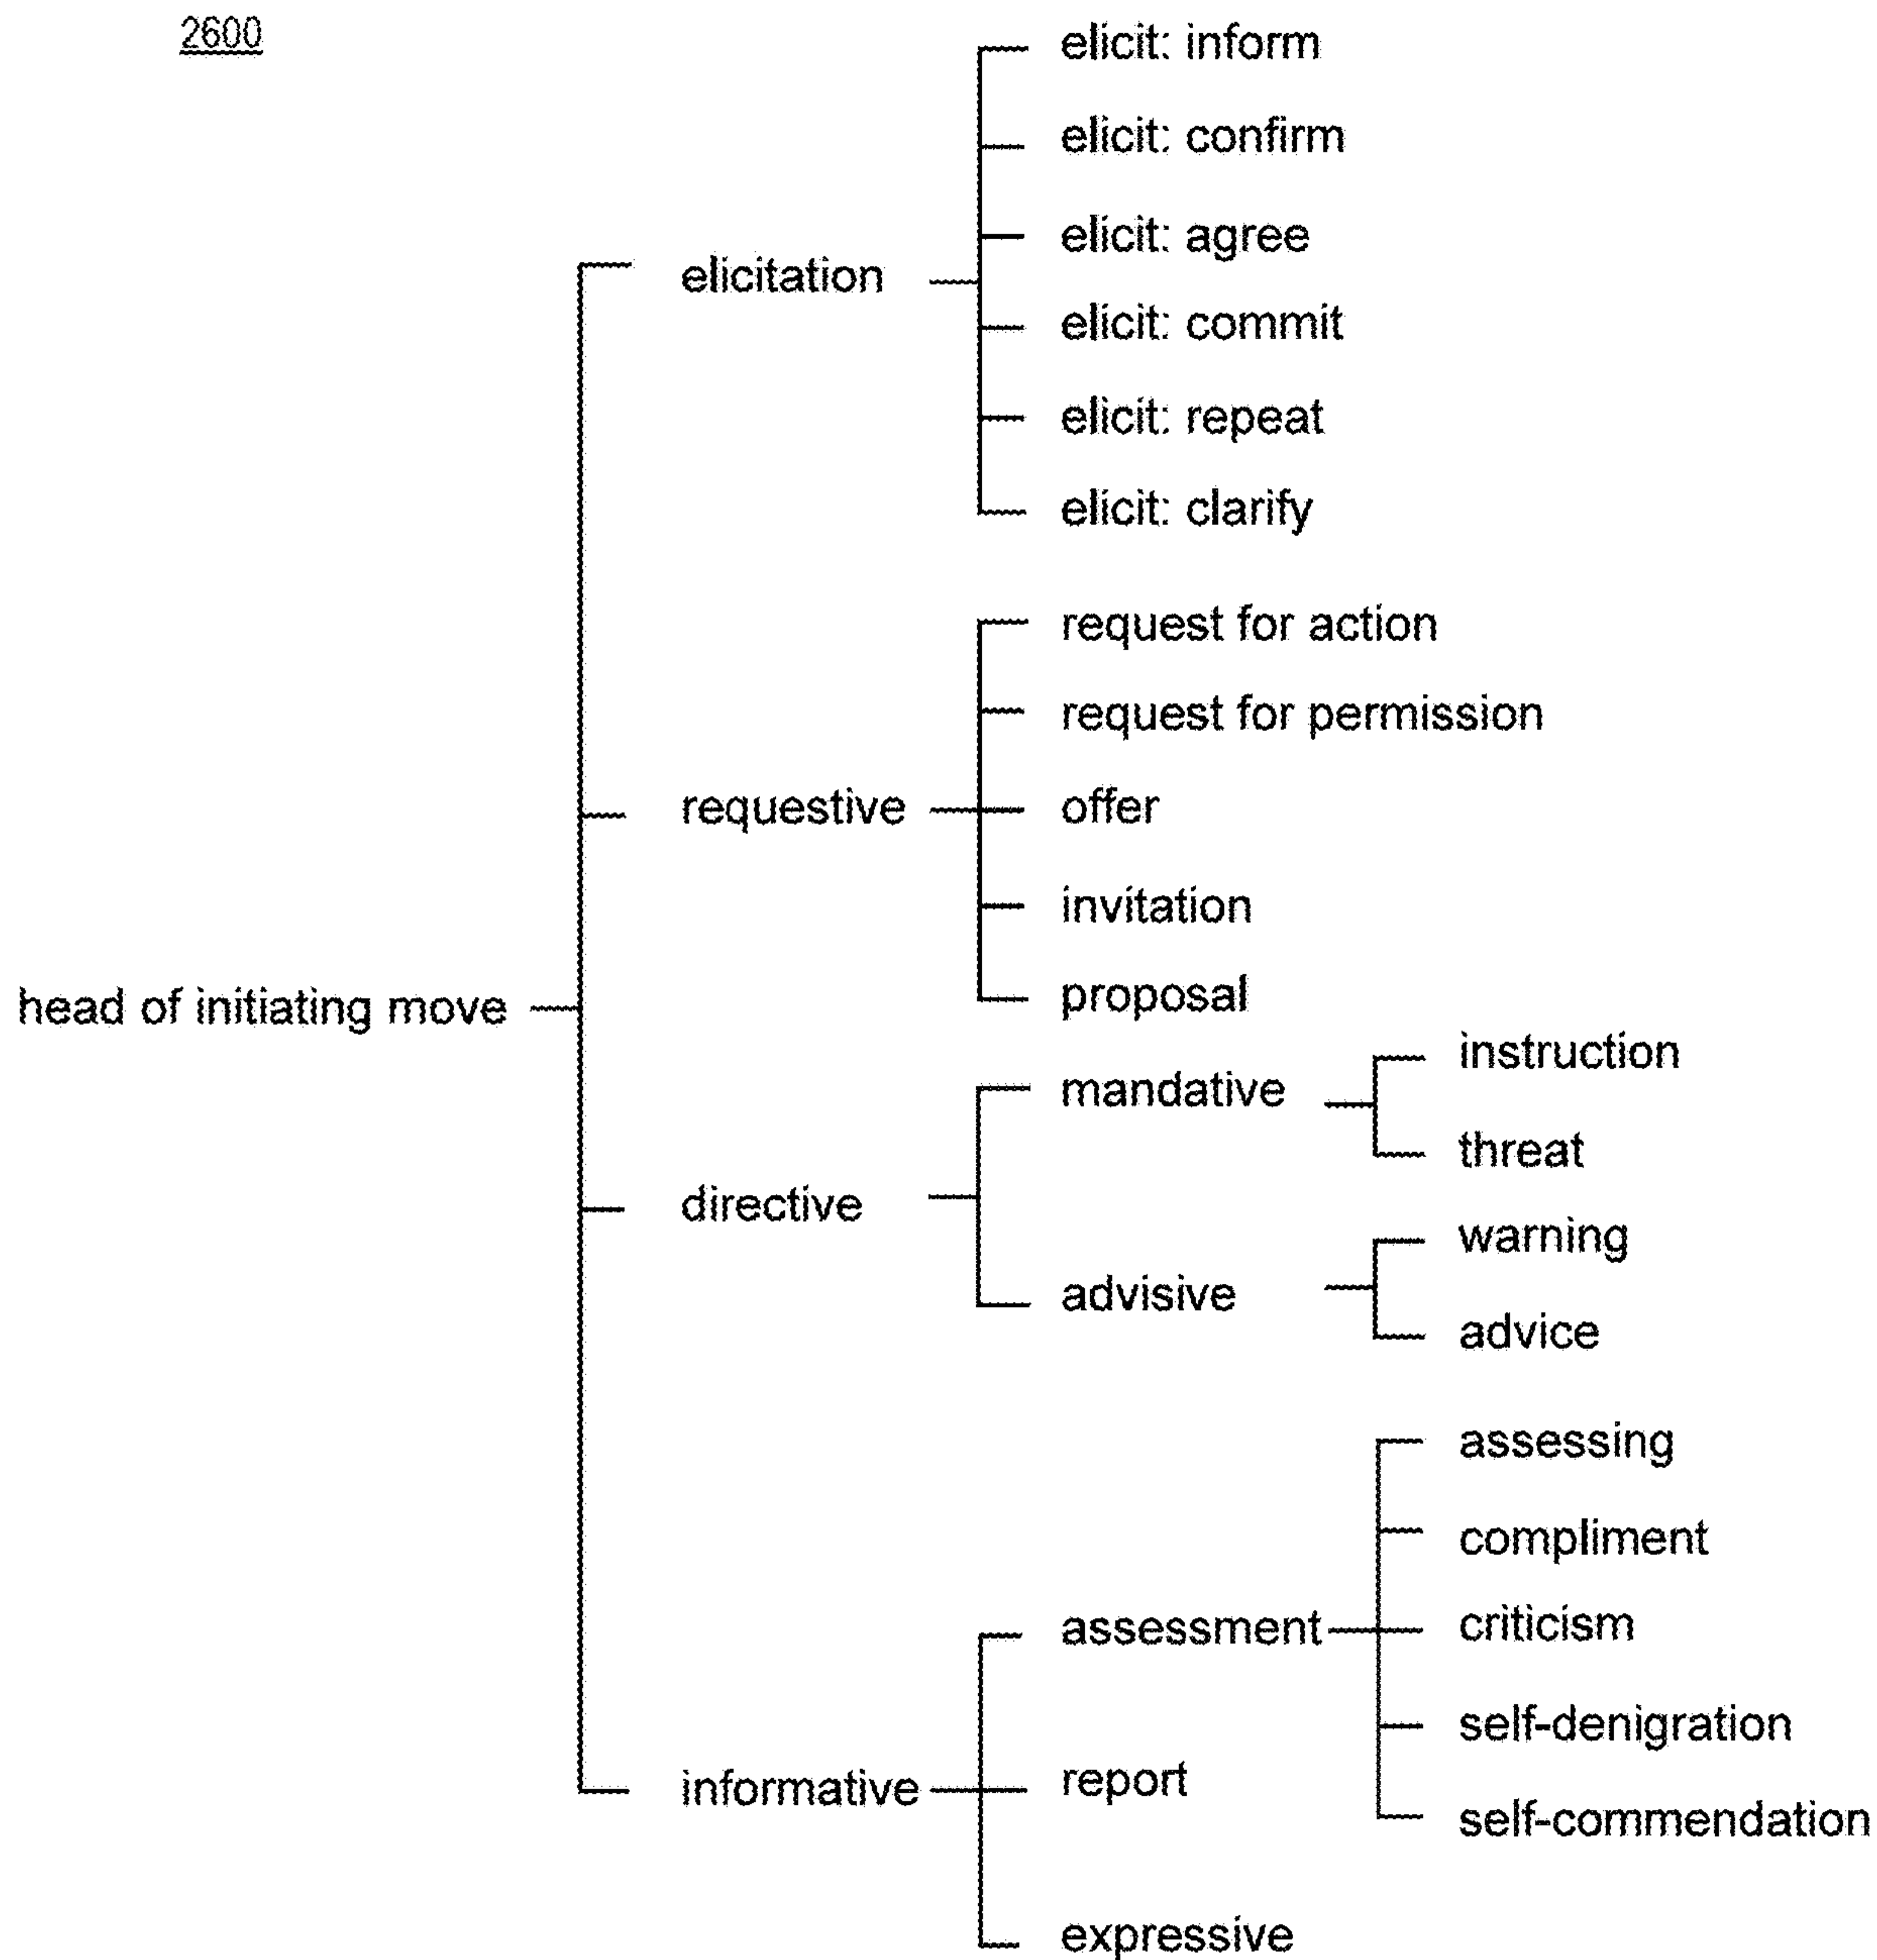 2600
head of initiating move
elicitation
elicit: inform
elicit: confirm
elicit: agree
elicit: commit
elicit: repeat
elicit: clarify
requestive
request for action
request for permission
offer
invitation
proposal
directive
mandative
instruction
threat
advisive
warning
advice
informative
assessment
assessing
compliment
criticism
self-denigration
self-commendation
report
expressive